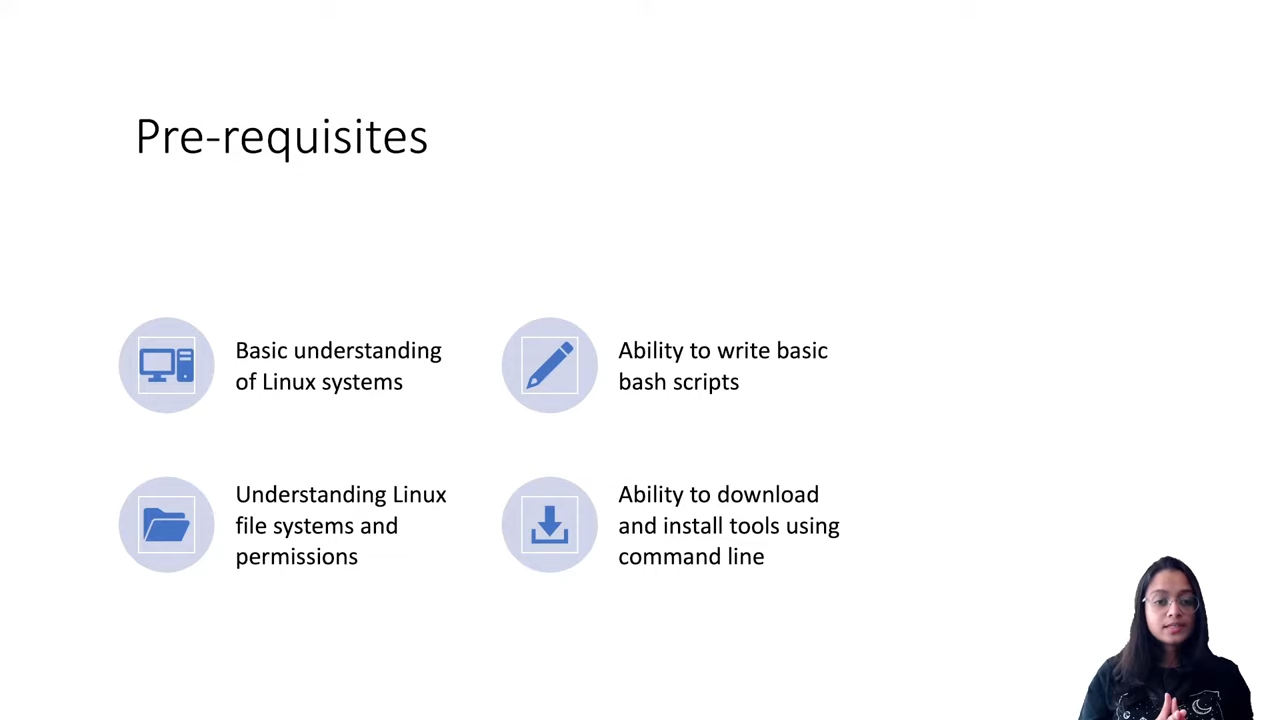 Pre-requisites
Basic understanding
of Linux systems
Ability to write basic
bash scripts
Understanding Linux
file systems and
permissions
Ability to download
and install tools using
command line